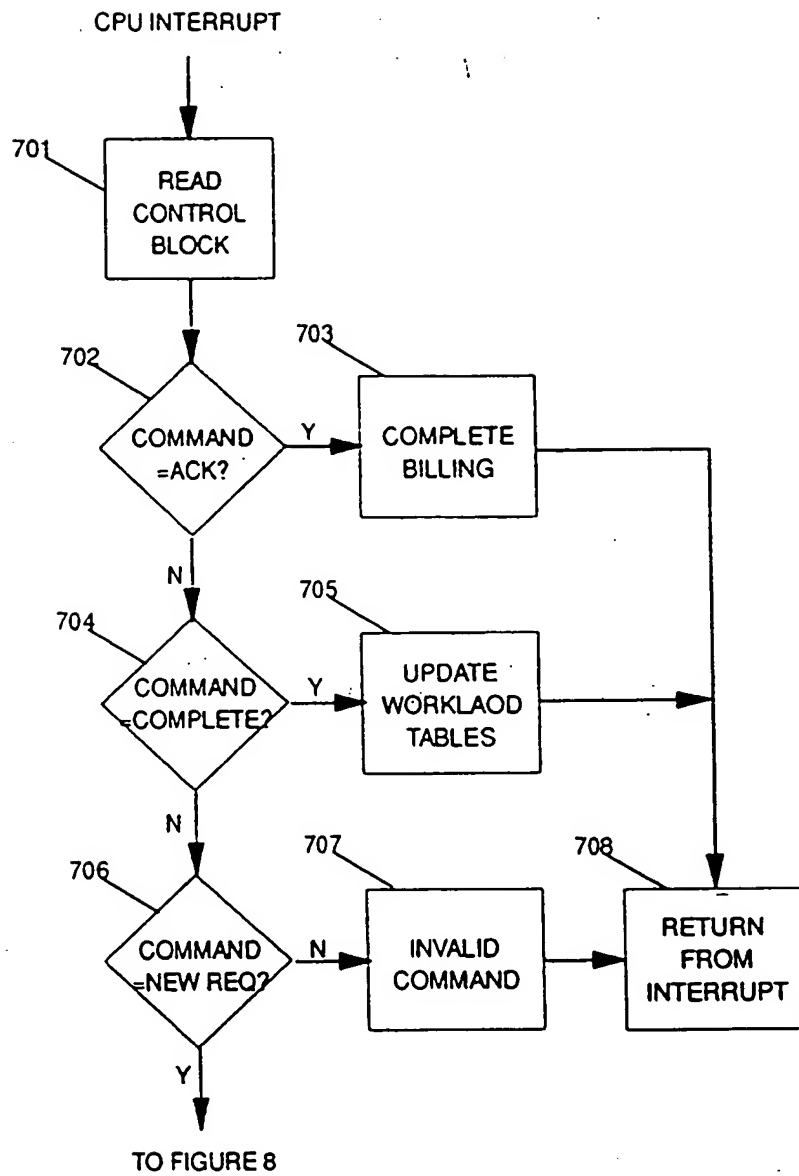 CPU INTERRUPT
701
READ
CONTROL
BLOCK
702
COMMAND
=ACK?
Y
703
COMPLETE
BILLING
N
704
COMMAND
=COMPLETE?
Y
705
UPDATE
WORKLAOD
TABLES
N
706
COMMAND
=NEW REQ?
N
707
INVALID
COMMAND
708
RETURN
FROM
INTERRUPT
Y
TO FIGURE 8